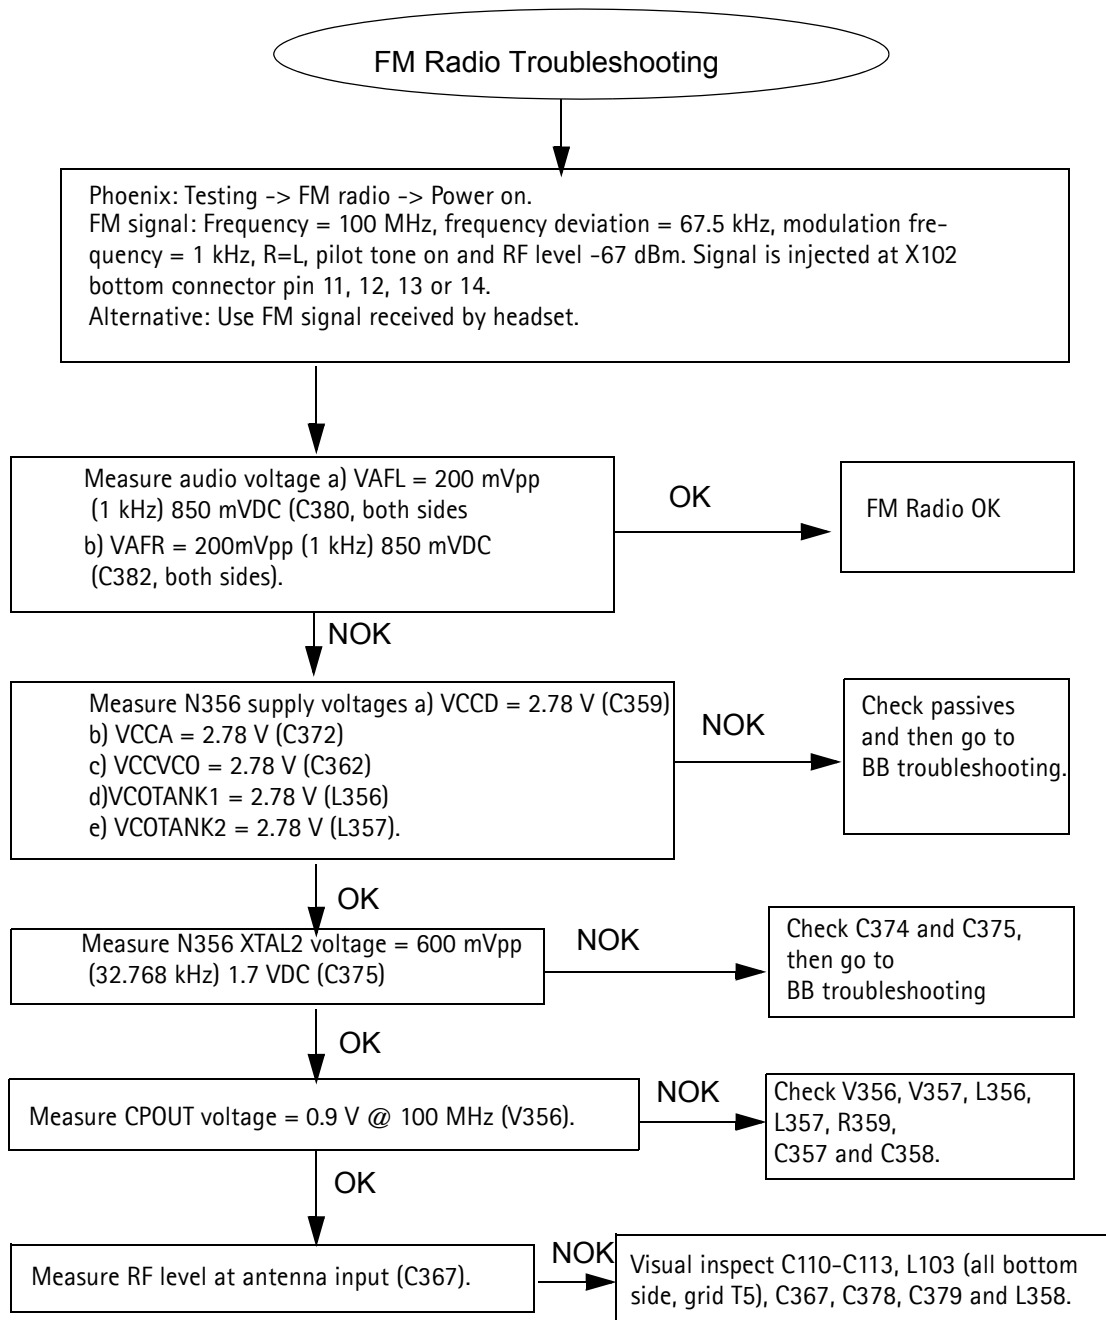 FM Radio Troubleshooting
Phoenix: Testing -> FM radio -> Power on.
FM signal: Frequency = 100 MHz, frequency deviation = 67.5 kHz, modulation fre-
quency = 1 kHz, R=L, pilot tone on and RF level -67 dBm. Signal is injected at X102
bottom connector pin 11, 12, 13 or 14.
Alternative: Use FM signal received by headset.
Measure audio voltage a) VAFL = 200 mVpp
(1 kHz) 850 mVDC (C380, both sides
b) VAFR = 200mVpp (1 kHz) 850 mVDC
(C382, both sides).
OK
FM Radio OK
NOK
Measure N356 supply voltages a) VCCD = 2.78 V (C359)
b) VCCA = 2.78 V (C372)
c) VCCVCO = 2.78 V (C362)
d)VCOTANK1 = 2.78 V (L356)
e) VCOTANK2 = 2.78 V (L357).
NOK
Check passives
and then go to
BB troubleshooting.
OK
Measure N356 XTAL2 voltage = 600 mVpp
(32.768 kHz) 1.7 VDC (C375)
NOK
Check C374 and C375,
then go to
BB troubleshooting
OK
Measure CPOUT voltage = 0.9 V @ 100 MHz (V356).
NOK
Check V356, V357, L356,
L357, R359,
C357 and C358.
OK
Measure RF level at antenna input (C367).
NOK
Visual inspect C110-C113, L103 (all bottom
side, grid T5), C367, C378, C379 and L358.